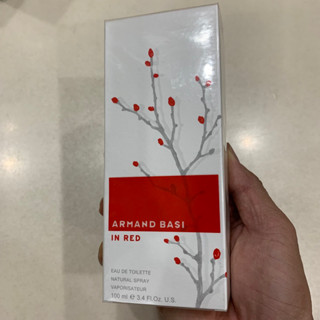 ARMAND BASI
IN RED
EAU DE TOILETTE
NATURAL SPRAY
VAPORISATEUR
100 ml e 3.4 Fl.Oz. U.S.